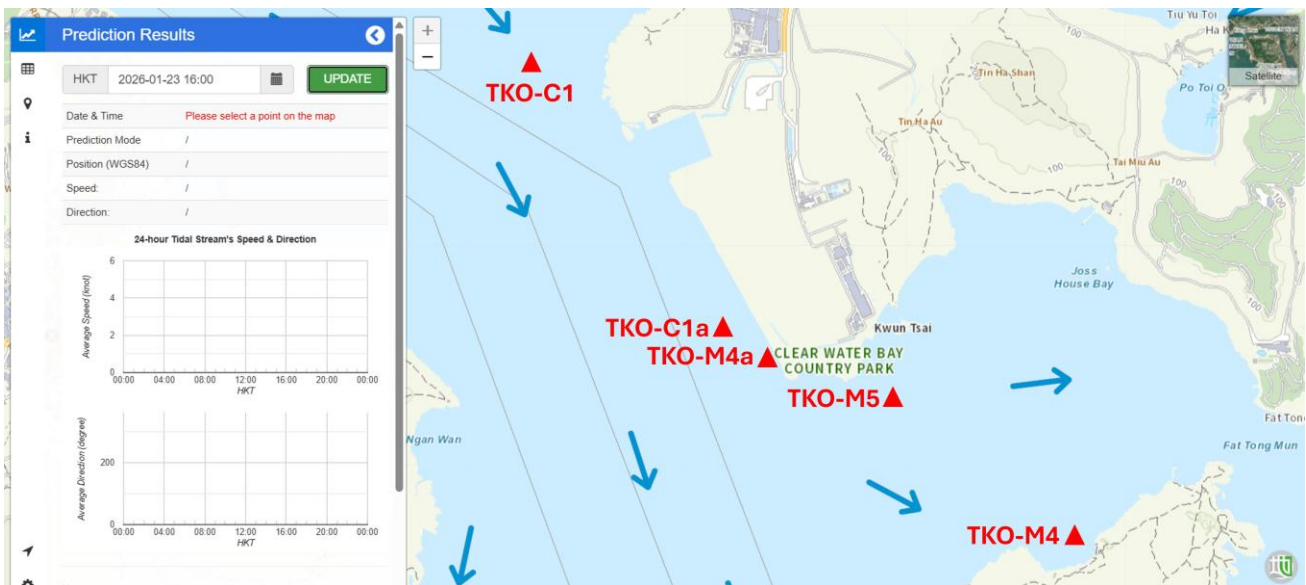 Prediction Results
HKT 2026-01-23 16:00 UPDATE
Date & Time Please select a point on the map
Prediction Mode /
Position (WGS84) /
Speed: /
Direction: /
24-hour Tidal Stream's Speed & Direction
Average Speed (knot)
6
4
2
0
00:00 04:00 08:00 12:00 16:00 20:00 00:00
HKT
Average Direction (degree)
200
0
00:00 04:00 08:00 12:00 16:00 20:00 00:00
HKT
+
−
TKO-C1
100
Tin Ha Shan
Tin Ha Au
100
100
Tiu Yu Toi
Ha
Satellite
Po Toi O
Tai Miu Au
100
100
Joss
House Bay
TKO-C1a
Kwun Tsai
TKO-M4a
CLEAR WATER BAY
COUNTRY PARK
TKO-M5
Ngan Wan
Fat Tong
Fat Tong Mun
TKO-M4